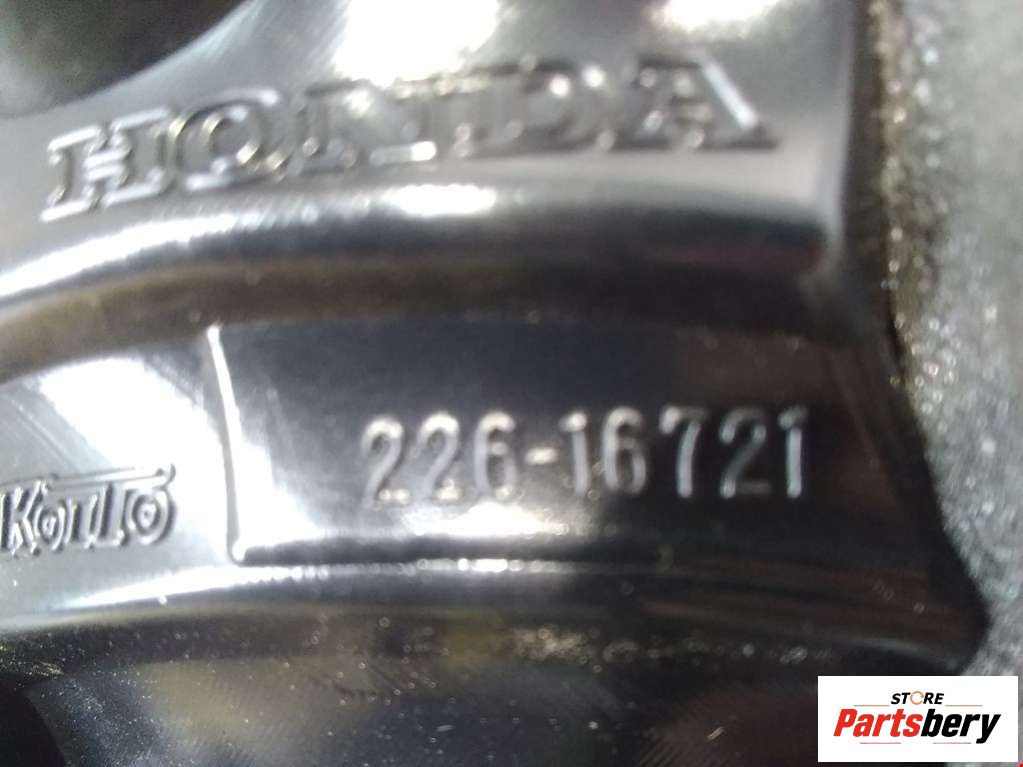 HONDA
226-16721
KOITO
STORE
Partsbery